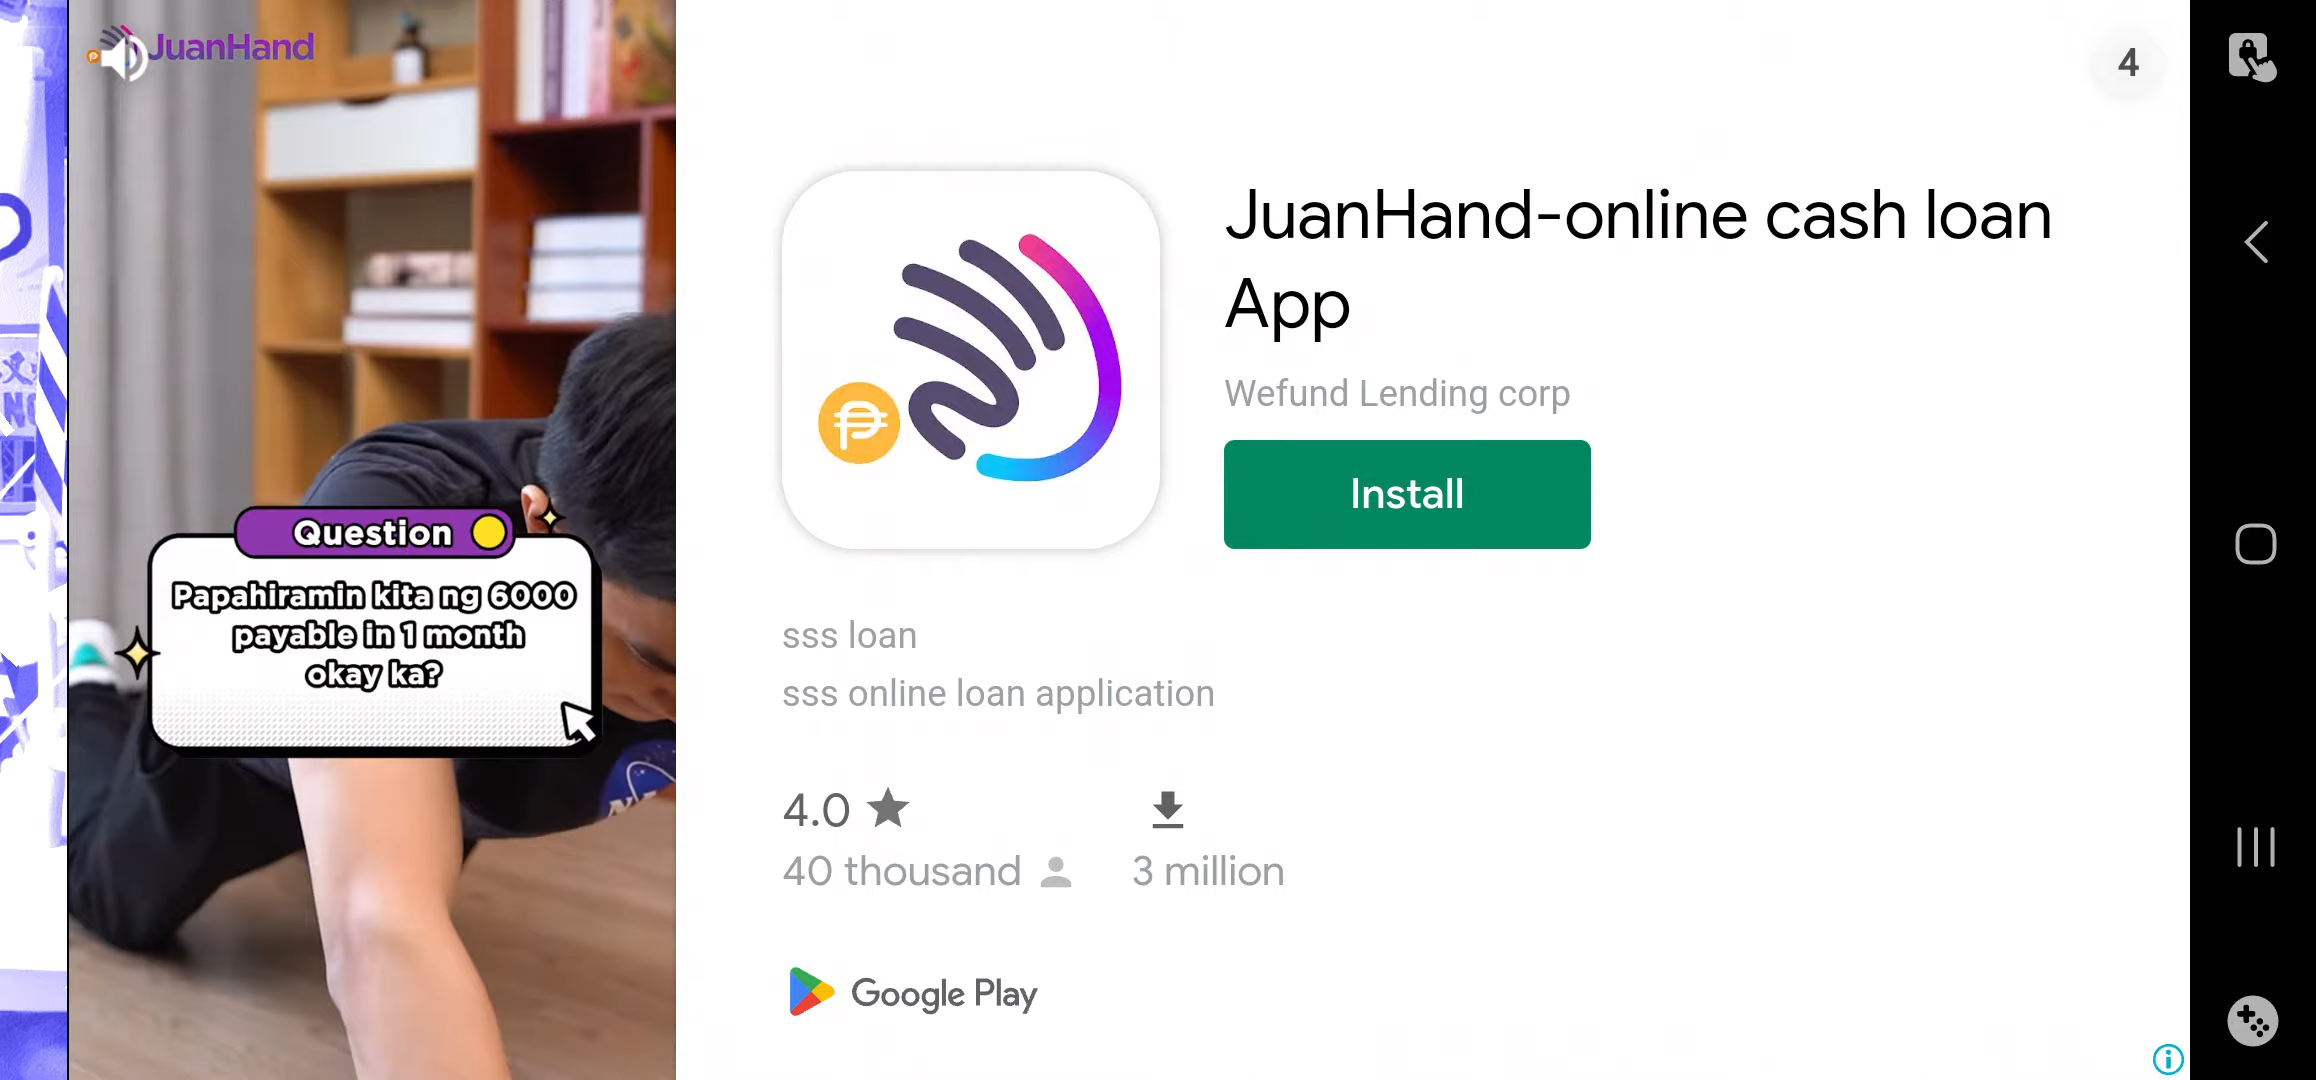 JuanHand
Question
Papahiramin kita ng 6000
payable in 1 month
okay ka?
4
JuanHand-online cash loan
App
Wefund Lending corp
Install
sss loan
sss online loan application
4.0
40 thousand
3 million
Google Play